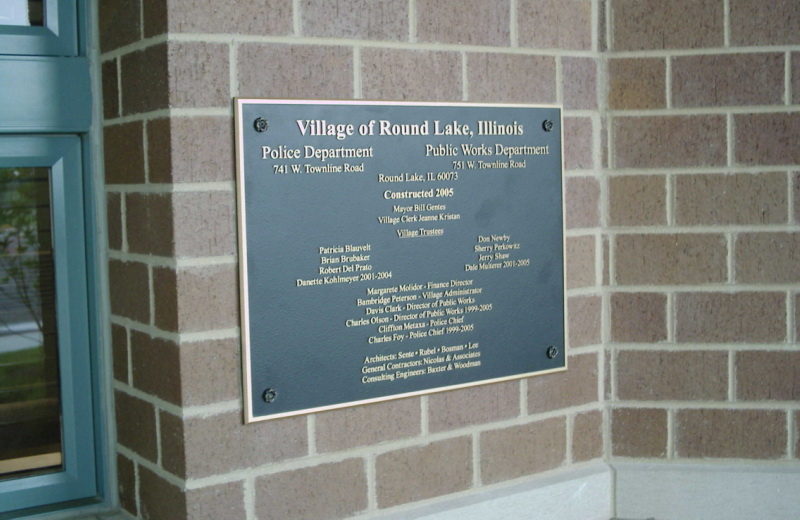 Village of Round Lake, Illinois
Police Department Public Works Department
741 W. Townline Road 751 W. Townline Road
Round Lake, IL 60073
Constructed 2005
Mayor Bill Gentes
Village Clerk Jeanne Kristan
Village Trustees
Patricia Blauvelt Don Newby
Brian Brubaker Sherry Perkowitz
Robert Del Prato Jerry Shaw
Danette Kohlmeyer 2001-2004 Dale Multerer 2001-2005
Margarete Molidor - Finance Director
Bambridge Peterson - Village Administrator
Davis Clark - Director of Public Works
Charles Olson - Director of Public Works 1999-2005
Cliffion Metaxa - Police Chief
Charles Foy - Police Chief 1999-2005
Architects: Sente • Rubel • Bosman • Lee
General Contractors: Nicolas & Associates
Consulting Engineers: Baxter & Woodman